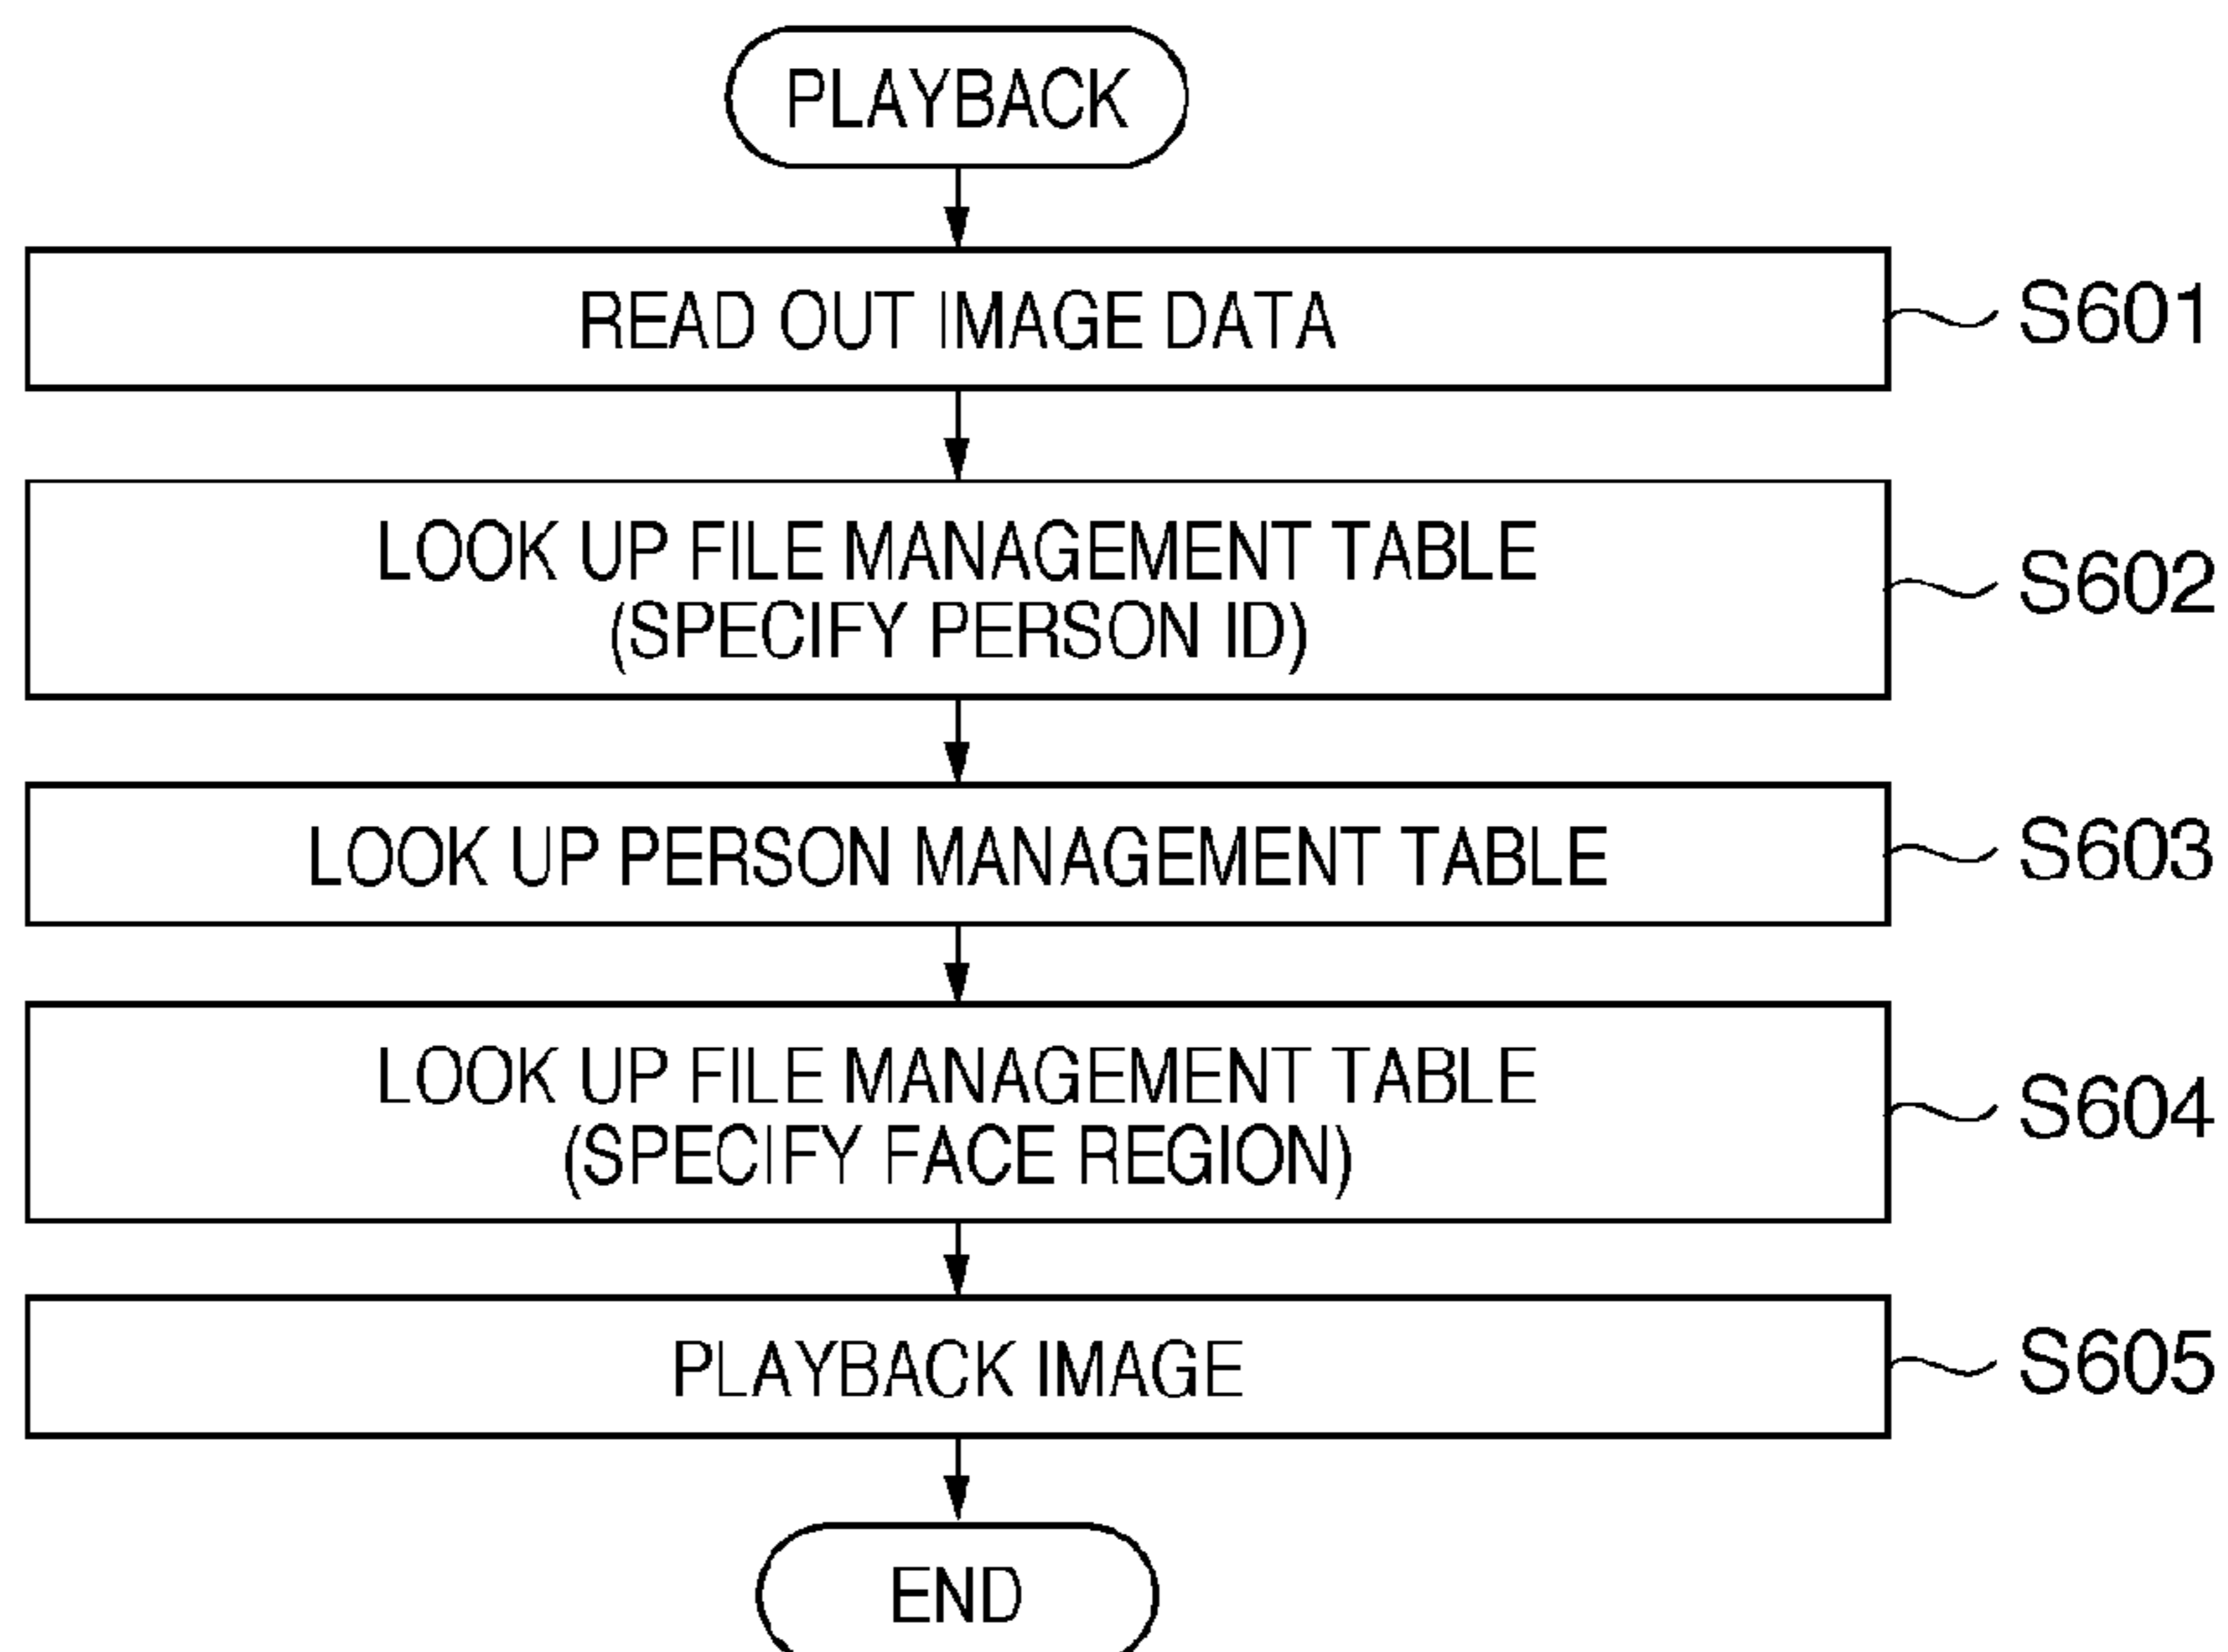 PLAYBACK
READ OUT IMAGE DATA
S601
LOOK UP FILE MANAGEMENT TABLE
(SPECIFY PERSON ID)
S602
LOOK UP PERSON MANAGEMENT TABLE
S603
LOOK UP FILE MANAGEMENT TABLE
(SPECIFY FACE REGION)
S604
PLAYBACK IMAGE
S605
END